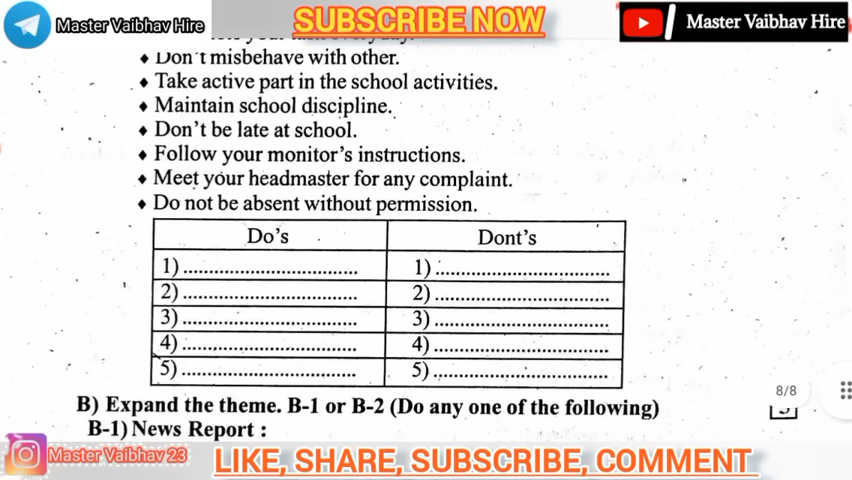 Master Vaibhav Hire
SUBSCRIBE NOW
Master Vaibhav Hire
your task everyday.
♦ Don't misbehave with other.
♦ Take active part in the school activities.
♦ Maintain school discipline.
♦ Don't be late at school.
♦ Follow your monitor's instructions.
♦ Meet your headmaster for any complaint.
♦ Do not be absent without permission.
Do's Dont's
1) .................................. 1) ..................................
2) .................................. 2) ..................................
3) .................................. 3) ..................................
4) .................................. 4) ..................................
5) .................................. 5) ..................................
8/8
B) Expand the theme. B-1 or B-2 (Do any one of the following)
B-1) News Report :
Master Vaibhav 23
LIKE, SHARE, SUBSCRIBE, COMMENT